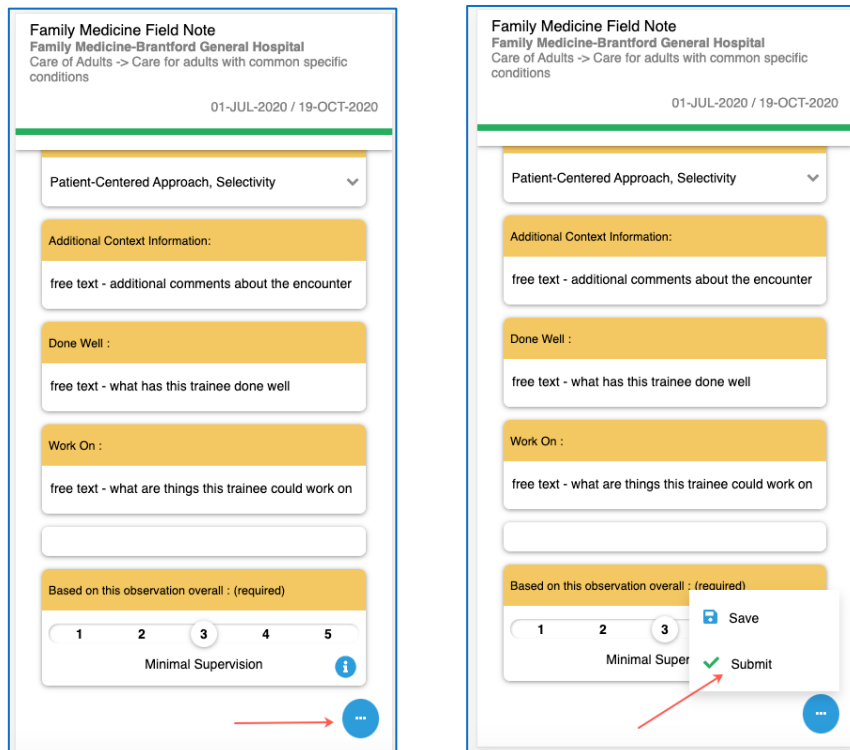 Family Medicine Field Note
Family Medicine-Brantford General Hospital
Care of Adults -> Care for adults with common specific
conditions
01-JUL-2020 / 19-OCT-2020
Patient-Centered Approach, Selectivity
Additional Context Information:
free text - additional comments about the encounter
Done Well :
free text - what has this trainee done well
Work On :
free text - what are things this trainee could work on
Based on this observation overall : (required)
1 2 3 4 5
Minimal Supervision
Family Medicine Field Note
Family Medicine-Brantford General Hospital
Care of Adults -> Care for adults with common specific
conditions
01-JUL-2020 / 19-OCT-2020
Patient-Centered Approach, Selectivity
Additional Context Information:
free text - additional comments about the encounter
Done Well :
free text - what has this trainee done well
Work On :
free text - what are things this trainee could work on
Based on this observation overall : (required)
1 2 3
Minimal Super
Save
Submit